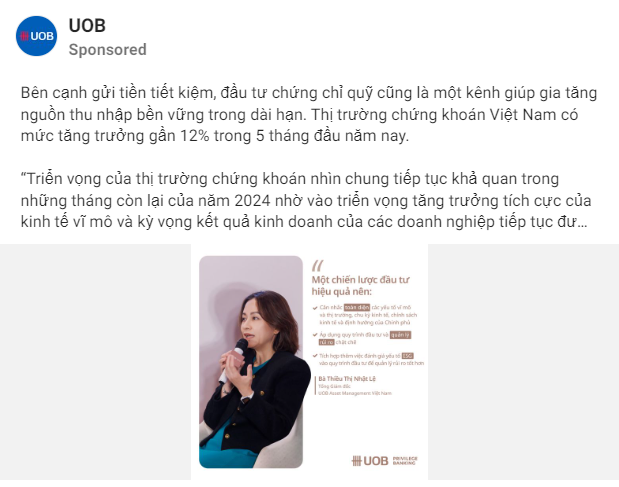 UOB
UOB
Sponsored
Bên cạnh gửi tiền tiết kiệm, đầu tư chứng chỉ quỹ cũng là một kênh giúp gia tăng
nguồn thu nhập bền vững trong dài hạn. Thị trường chứng khoán Việt Nam có
mức tăng trưởng gần 12% trong 5 tháng đầu năm nay.
“Triển vọng của thị trường chứng khoán nhìn chung tiếp tục khả quan trong
những tháng còn lại của năm 2024 nhờ vào triển vọng tăng trưởng tích cực của
kinh tế vĩ mô và kỳ vọng kết quả kinh doanh của các doanh nghiệp tiếp tục đư...
“
Một chiến lược đầu tư
hiệu quả nên:
Cân nhắc toàn diện các yếu tố vĩ mô
và thị trường, chu kỳ kinh tế, chính sách
kinh tế và định hướng của Chính phủ
Áp dụng quy trình đầu tư và quản lý
rủi ro chặt chẽ
Tích hợp thêm việc đánh giá yếu tố ESG
vào quy trình đầu tư để quản lý rủi ro tốt hơn
Bà Thiều Thị Nhật Lệ
Tổng Giám đốc
UOB Asset Management Việt Nam
UOB PRIVILEGE
BANKING